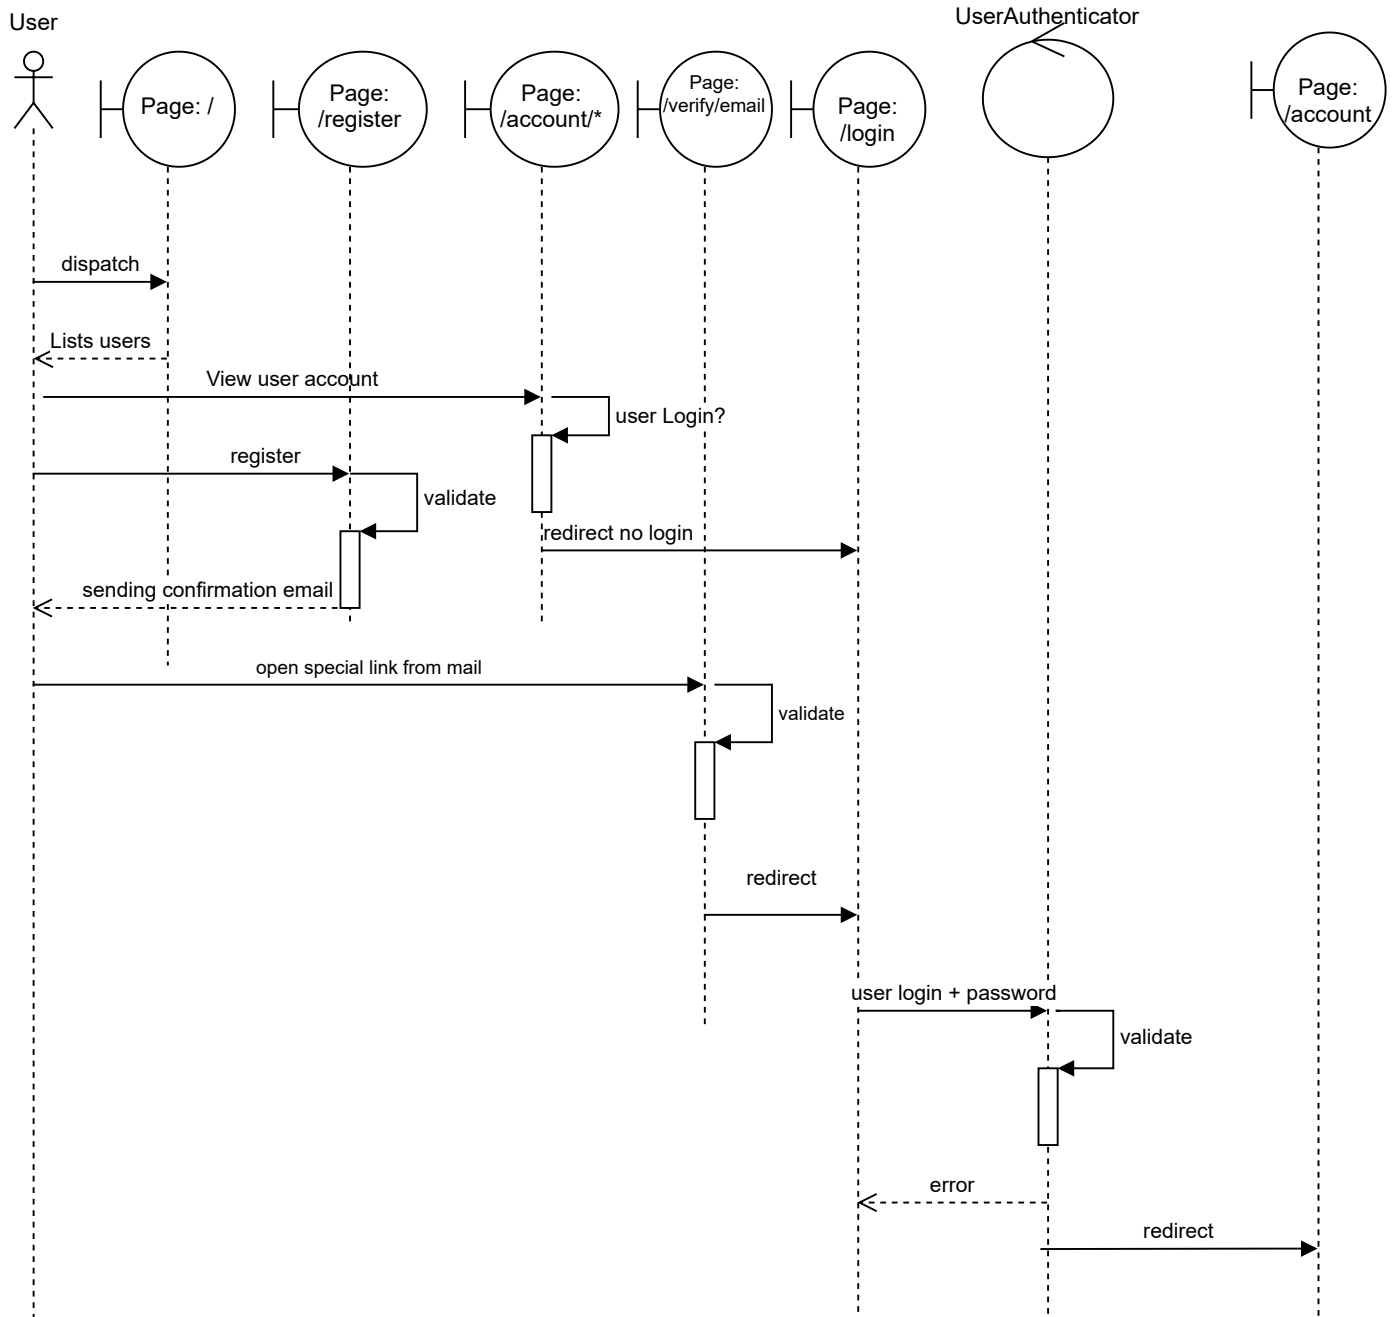 User
UserAuthenticator
Page: /
Page:
/register
Page:
/account/*
Page:
/verify/email
Page:
/login
Page:
/account
dispatch
Lists users
View user account
user Login?
register
validate
redirect no login
sending confirmation email
open special link from mail
validate
redirect
user login + password
validate
error
redirect